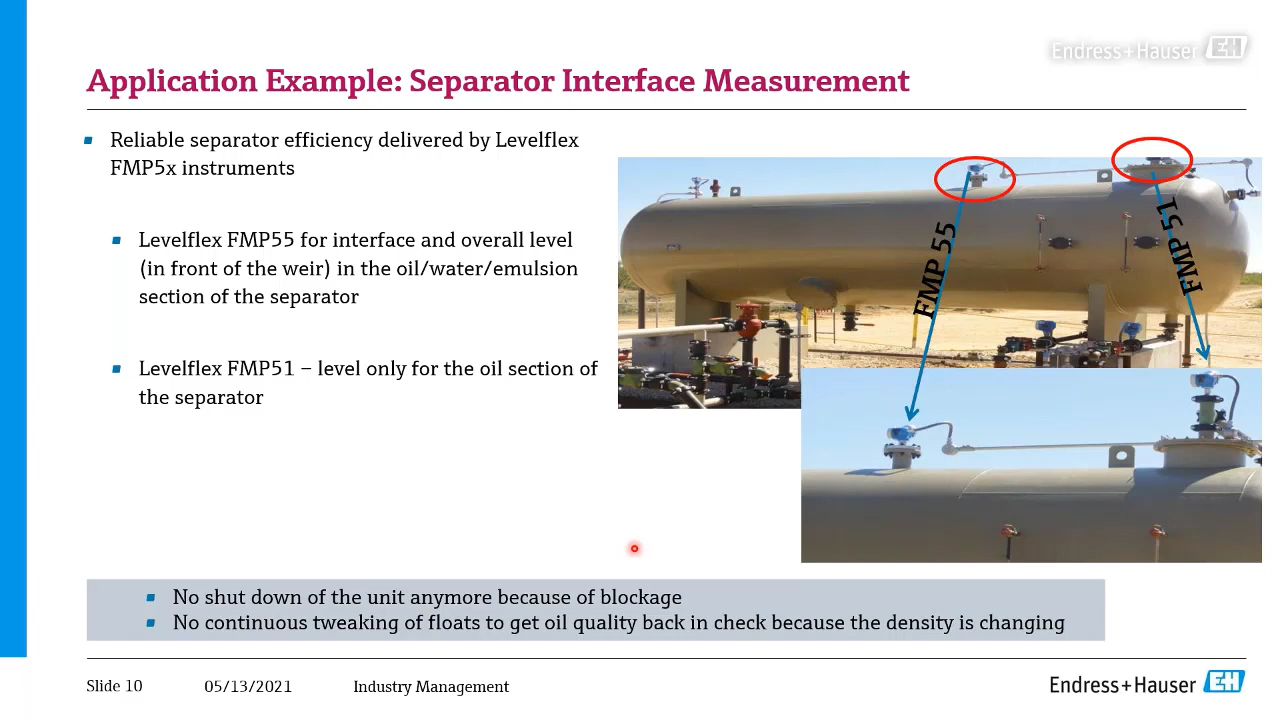 Endress+Hauser EH
Application Example: Separator Interface Measurement
Reliable separator efficiency delivered by Levelflex
FMP5x instruments
Levelflex FMP55 for interface and overall level
(in front of the weir) in the oil/water/emulsion
section of the separator
Levelflex FMP51 – level only for the oil section of
the separator
FMP 55
FMP 51
No shut down of the unit anymore because of blockage
No continuous tweaking of floats to get oil quality back in check because the density is changing
Slide 10 05/13/2021 Industry Management
Endress+Hauser EH